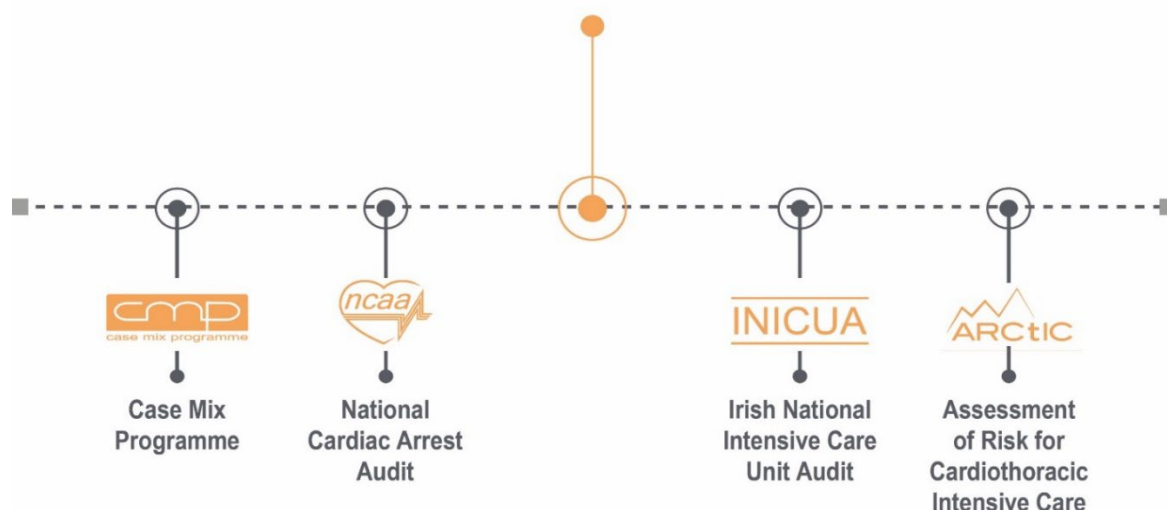 cmp
case mix programme
ncaa
INICUA
ARCtIC
Case Mix
Programme
National
Cardiac Arrest
Audit
Irish National
Intensive Care
Unit Audit
Assessment
of Risk for
Cardiothoracic
Intensive Care